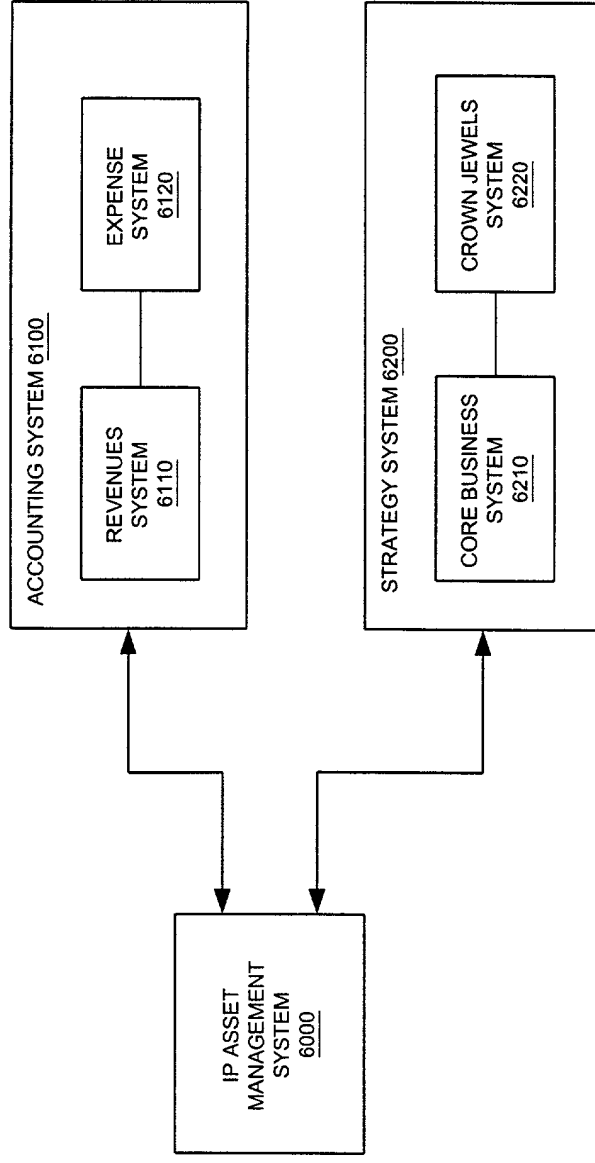 IP ASSET
MANAGEMENT
SYSTEM
6000
ACCOUNTING SYSTEM 6100
REVENUES
SYSTEM
6110
EXPENSE
SYSTEM
6120
STRATEGY SYSTEM 6200
CORE BUSINESS
SYSTEM
6210
CROWN JEWELS
SYSTEM
6220